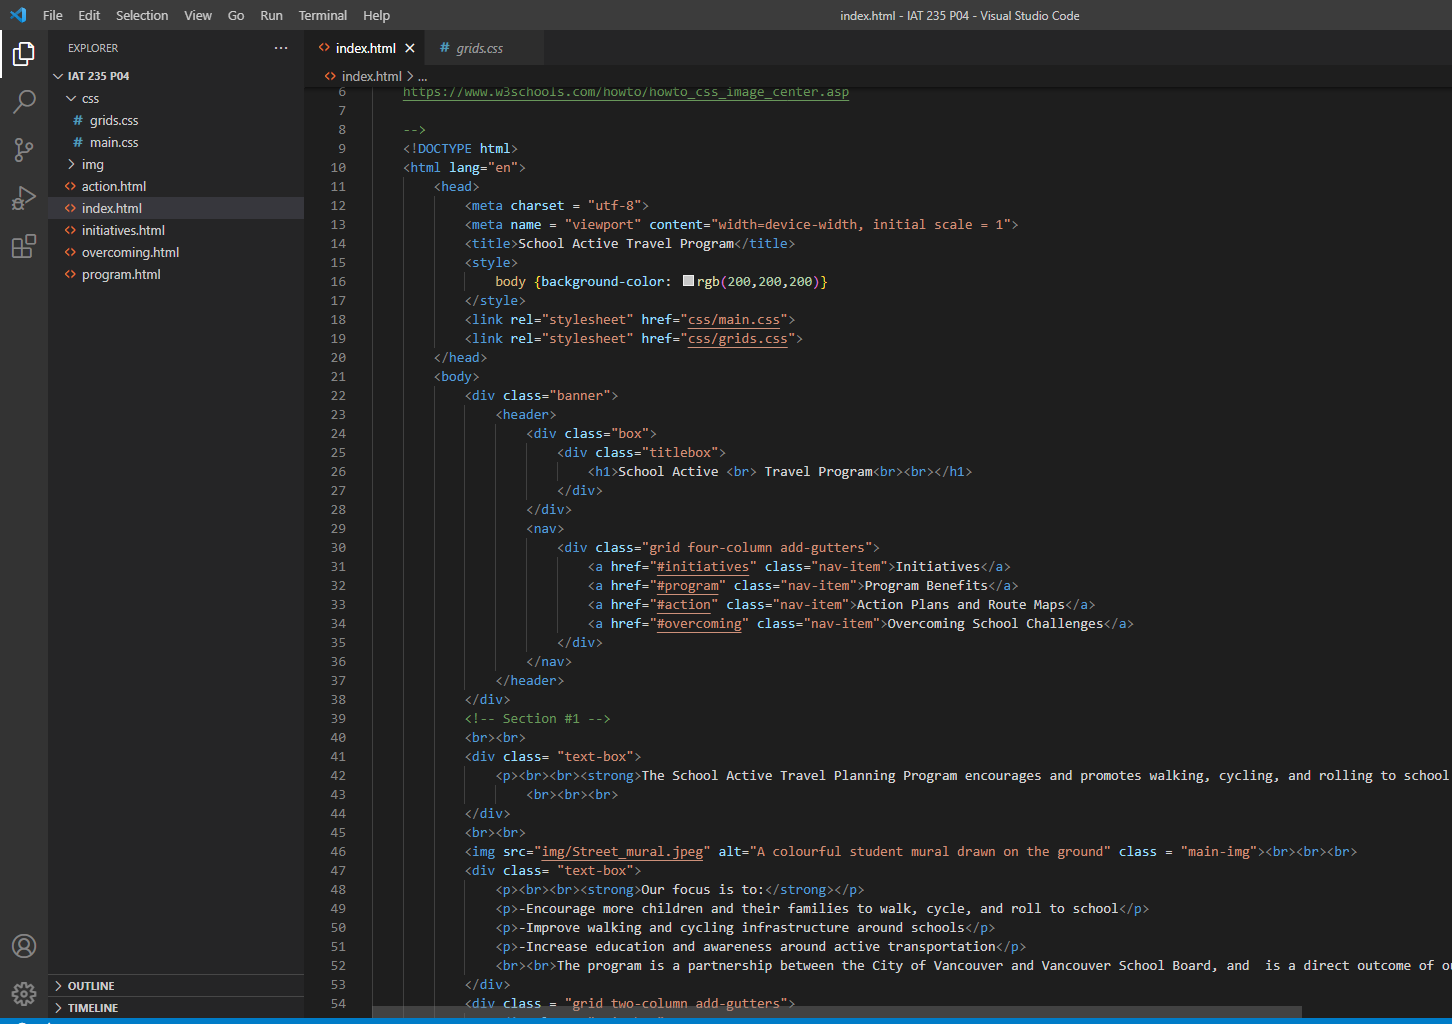 File Edit Selection View Go Run Terminal Help
index.html - IAT 235 P04 - Visual Studio Code
EXPLORER ...
IAT 235 P04
css
# grids.css
# main.css
img
<> action.html
<> index.html
<> initiatives.html
<> overcoming.html
<> program.html
OUTLINE
TIMELINE
<> index.html × # grids.css
<> index.html > ...
6 https://www.w3schools.com/howto/howto_css_image_center.asp
7
8 -->
9 <!DOCTYPE html>
10 <html lang="en">
11 <head>
12 <meta charset = "utf-8">
13 <meta name = "viewport" content="width=device-width, initial scale = 1">
14 <title>School Active Travel Program</title>
15 <style>
16 body {background-color: rgb(200,200,200)}
17 </style>
18 <link rel="stylesheet" href="css/main.css">
19 <link rel="stylesheet" href="css/grids.css">
20 </head>
21 <body>
22 <div class="banner">
23 <header>
24 <div class="box">
25 <div class="titlebox">
26 <h1>School Active <br> Travel Program<br><br></h1>
27 </div>
28 </div>
29 <nav>
30 <div class="grid four-column add-gutters">
31 <a href="#initiatives" class="nav-item">Initiatives</a>
32 <a href="#program" class="nav-item">Program Benefits</a>
33 <a href="#action" class="nav-item">Action Plans and Route Maps</a>
34 <a href="#overcoming" class="nav-item">Overcoming School Challenges</a>
35 </div>
36 </nav>
37 </header>
38 </div>
39 <!-- Section #1 -->
40 <br><br>
41 <div class= "text-box">
42 <p><br><br><strong>The School Active Travel Planning Program encourages and promotes walking, cycling, and rolling to school
43 <br><br><br>
44 </div>
45 <br><br>
46 <img src="img/Street_mural.jpeg" alt="A colourful student mural drawn on the ground" class = "main-img"><br><br><br>
47 <div class= "text-box">
48 <p><br><br><strong>Our focus is to:</strong></p>
49 <p>-Encourage more children and their families to walk, cycle, and roll to school</p>
50 <p>-Improve walking and cycling infrastructure around schools</p>
51 <p>-Increase education and awareness around active transportation</p>
52 <br><br>The program is a partnership between the City of Vancouver and Vancouver School Board, and  is a direct outcome of
53 </div>
54 <div class = "grid two-column add-gutters">